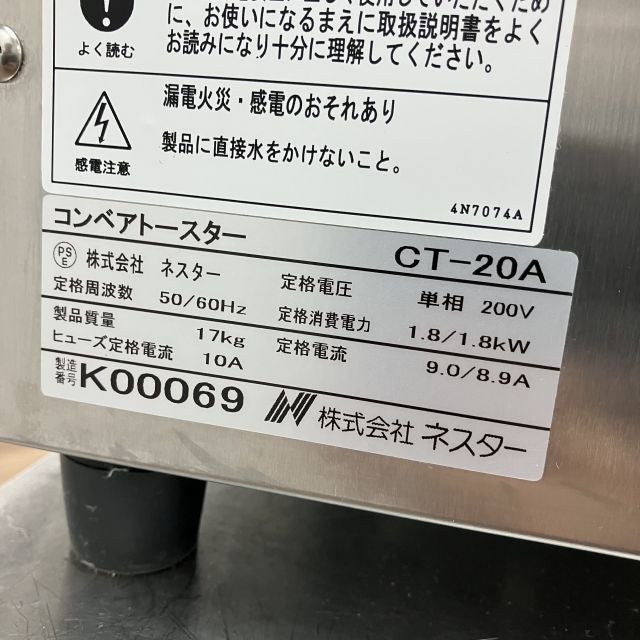 に、お使いになるまえに取扱説明書をよく
お読みになり十分に理解してください。
よく読む
漏電火災・感電のおそれあり
製品に直接水をかけないこと。
感電注意
4N7074A
コンベアトースター
CT-20A
PSE 株式会社 ネスター
定格電圧 単相 200V
定格周波数 50/60Hz
定格消費電力 1.8/1.8kW
製品質量 17kg
定格電流 9.0/8.9A
ヒューズ定格電流 10A
製造番号 K00069
株式会社 ネスター